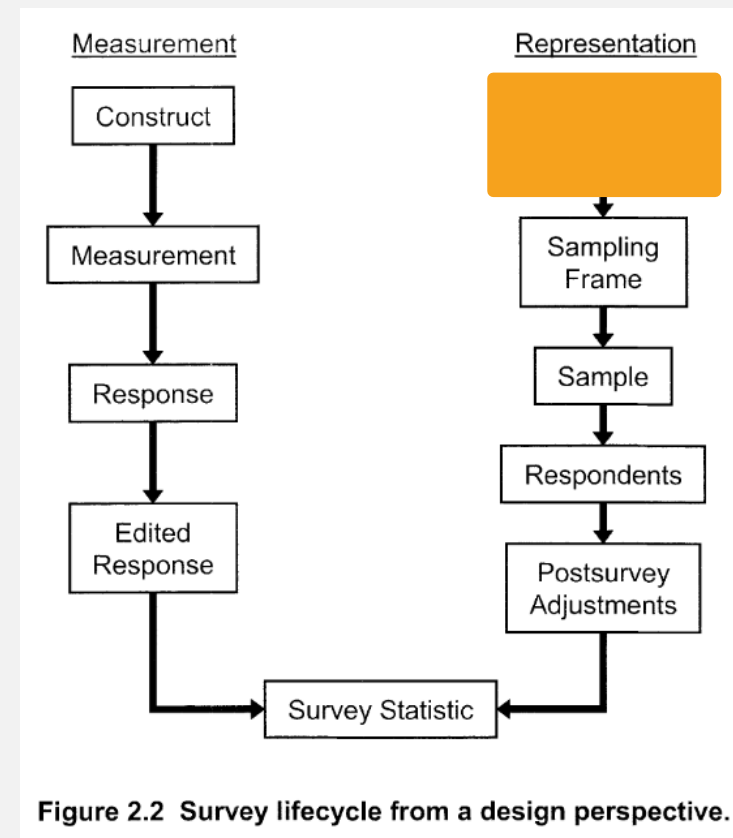 Measurement
Representation
Construct
Measurement
Response
Edited
Response
Sampling
Frame
Sample
Respondents
Postsurvey
Adjustments
Survey Statistic
Figure 2.2 Survey lifecycle from a design perspective.